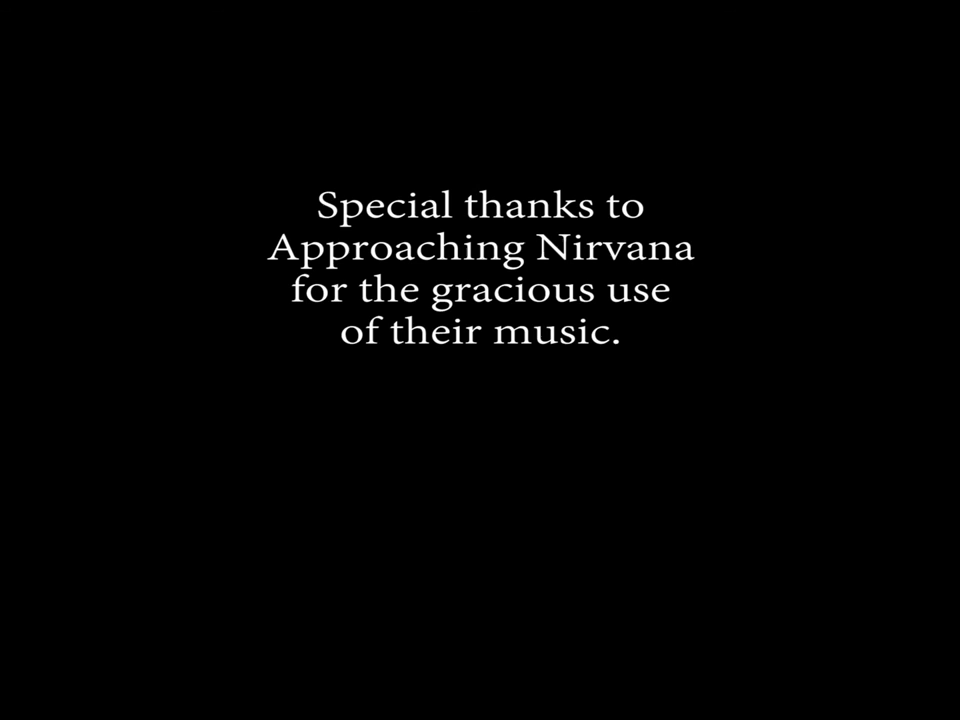 Special thanks to
Approaching Nirvana
for the gracious use
of their music.